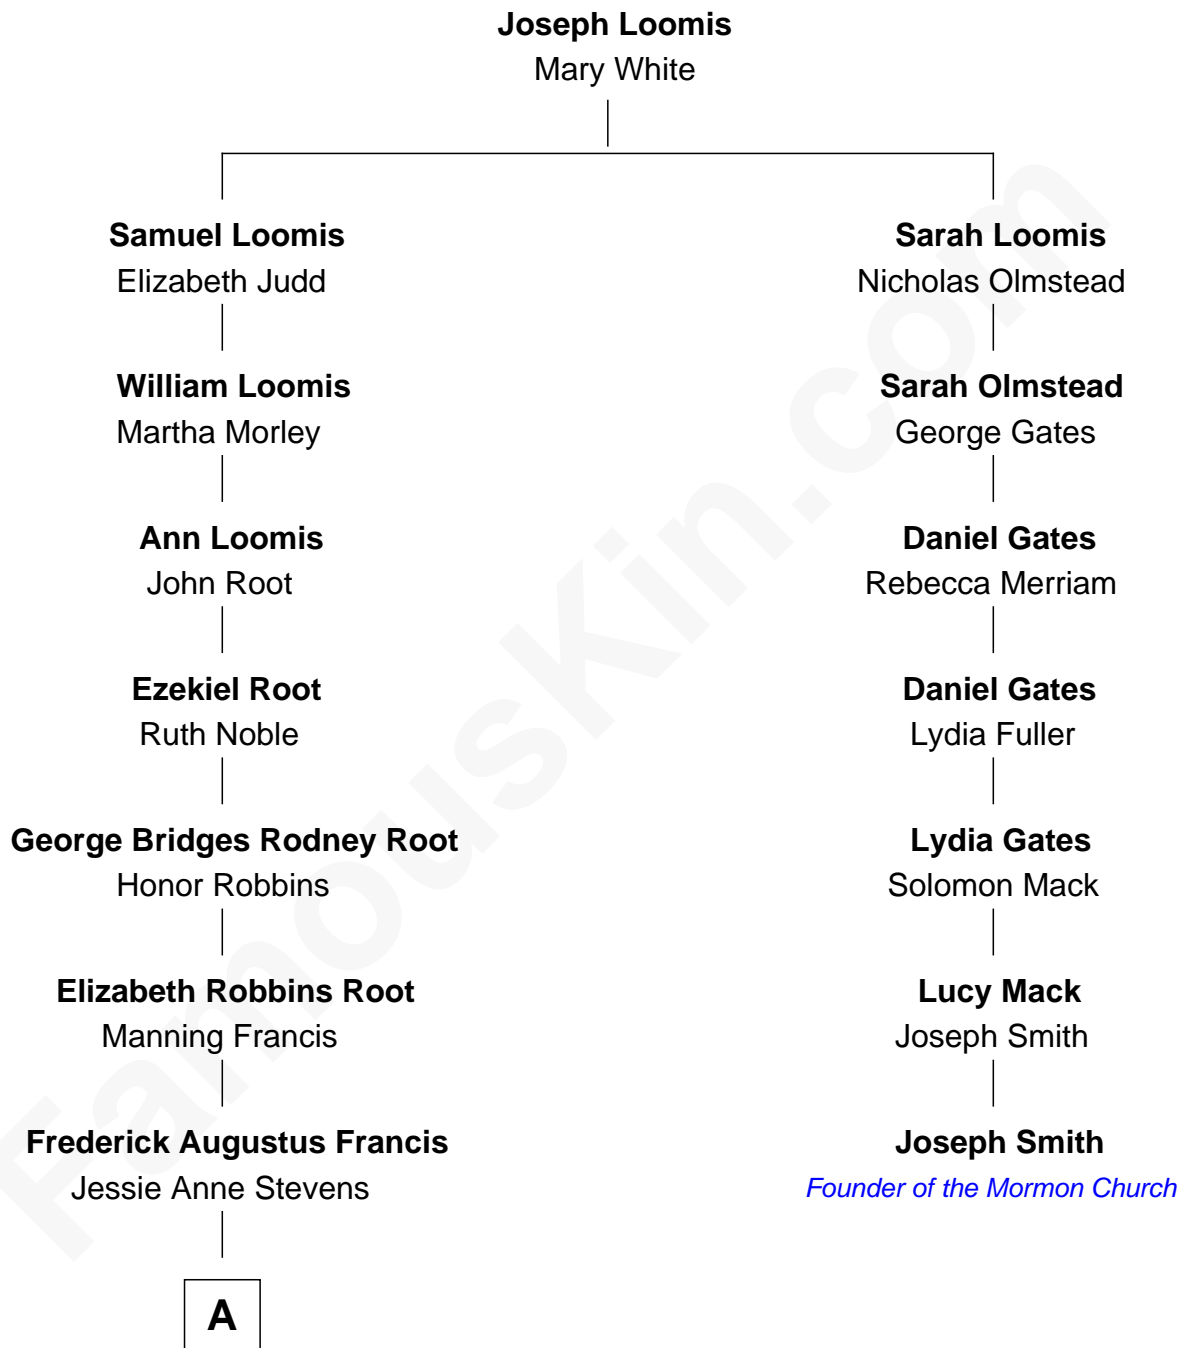 Joseph Loomis
Mary White
Samuel Loomis
Elizabeth Judd
William Loomis
Martha Morley
Ann Loomis
John Root
Ezekiel Root
Ruth Noble
George Bridges Rodney Root
Honor Robbins
Elizabeth Robbins Root
Manning Francis
Frederick Augustus Francis
Jessie Anne Stevens
A
Sarah Loomis
Nicholas Olmstead
Sarah Olmstead
George Gates
Daniel Gates
Rebecca Merriam
Daniel Gates
Lydia Fuller
Lydia Gates
Solomon Mack
Lucy Mack
Joseph Smith
Joseph Smith
Founder of the Mormon Church
FamousKin.com